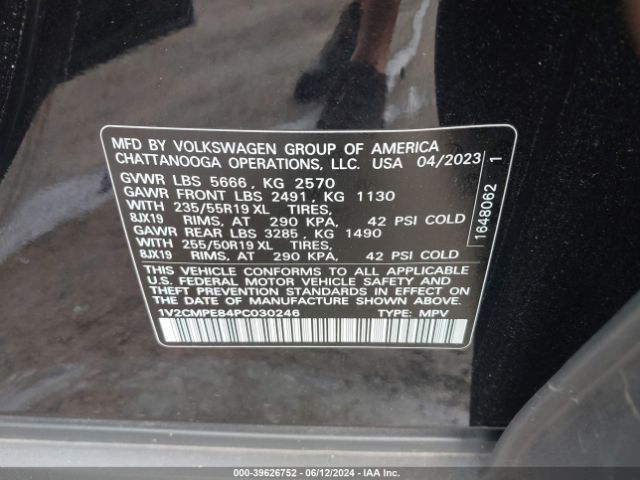 MFD BY VOLKSWAGEN GROUP OF AMERICA
CHATTANOOGA OPERATIONS, LLC. USA 04/2023
GVWR LBS 5666, KG 2570
GAWR FRONT LBS 2491, KG 1130
WITH 235/55R19 XL TIRES,
8JX19 RIMS, AT 290 KPA, 42 PSI COLD
GAWR REAR LBS 3285, KG 1490
WITH 255/50R19 XL TIRES,
8JX19 RIMS, AT 290 KPA, 42 PSI COLD
THIS VEHICLE CONFORMS TO ALL APPLICABLE
U.S. FEDERAL MOTOR VEHICLE SAFETY AND
THEFT PREVENTION STANDARDS IN EFFECT ON THE
DATE OF MANUFACTURE SHOWN ABOVE.
1V2CMPE84PC030246 TYPE: MPV
1648062 1
000-39626752 - 06/12/2024 - IAA Inc.